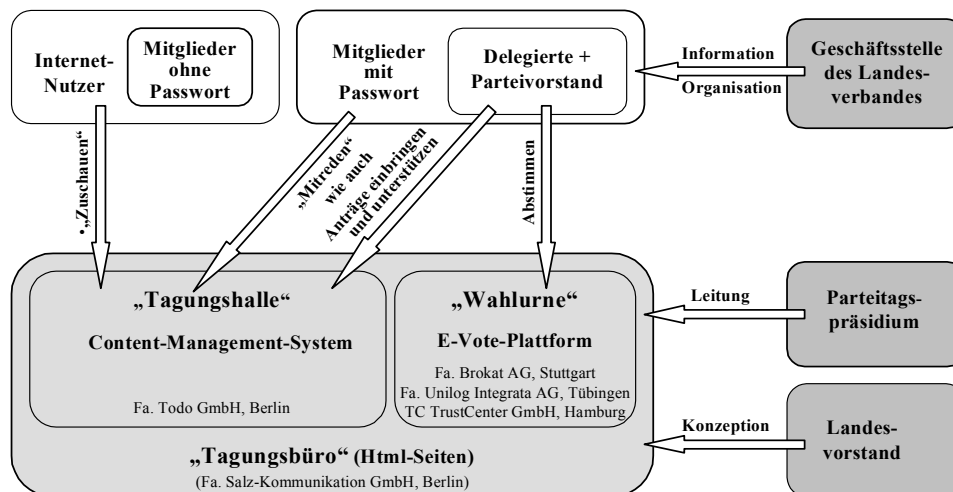 Internet-
Nutzer
Mitglieder
ohne
Passwort
Mitglieder
mit
Passwort
Delegierte +
Parteivorstand
Information
Organisation
Geschäftsstelle
des Landes-
verbandes
•„Zuschauen“
„Mitreden“
wie auch
Anträge einbringen
und unterstützen
Abstimmen
„Tagungshalle“
Content-Management-System
Fa. Todo GmbH, Berlin
„Wahlurne“
E-Vote-Plattform
Fa. Brokat AG, Stuttgart
Fa. Unilog Integrata AG, Tübingen
TC TrustCenter GmbH, Hamburg
Leitung
Parteitags-
präsidium
Konzeption
Landes-
vorstand
„Tagungsbüro“ (Html-Seiten)
(Fa. Salz-Kommunikation GmbH, Berlin)